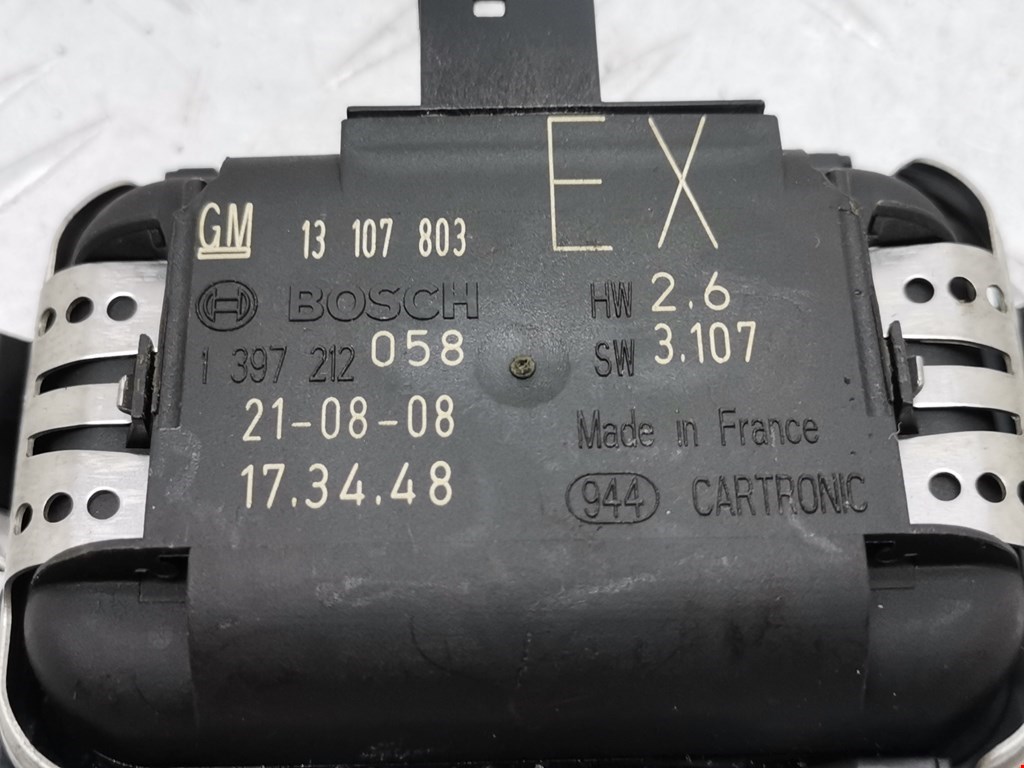 EX
GM 13 107 803
BOSCH
1 397 212 058
21-08-08
17.34.48
HW 2.6
SW 3.107
Made in France
944 CARTRONIC